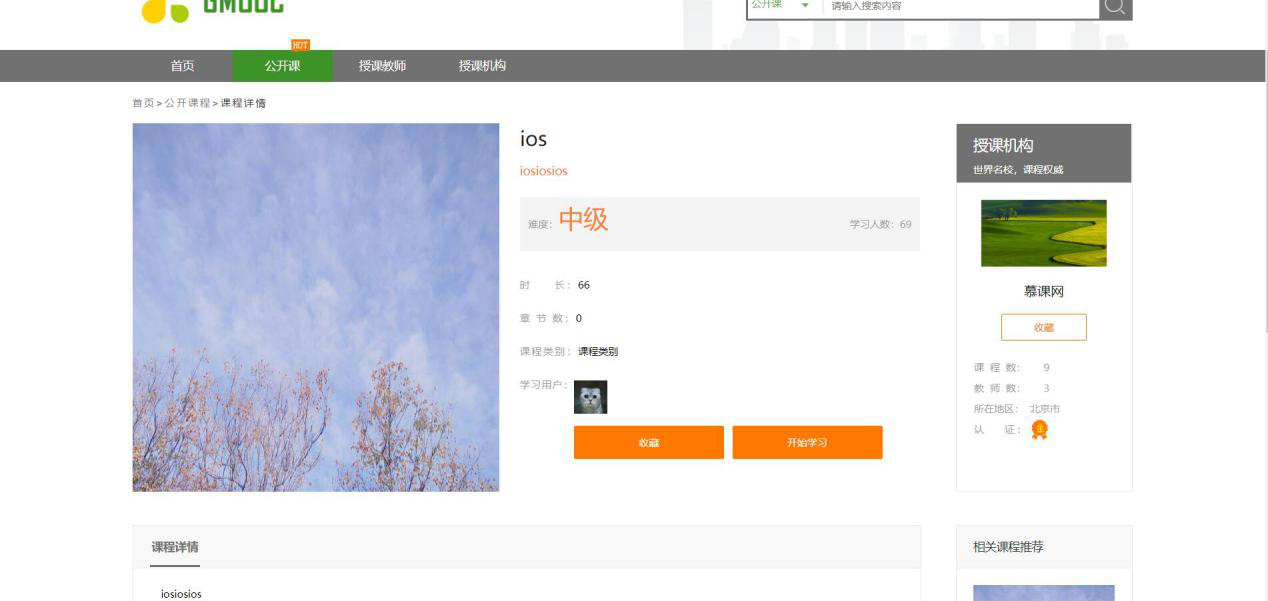 GMOOC
公开课
请输入搜索内容
HOT
首页
公开课
授课教师
授课机构
首页>公开课程>课程详情
ios
iosiosios
难度：中级
学习人数：69
时 长：66
章 节 数：0
课程类别：课程类别
学习用户：
收藏
开始学习
授课机构
世界名校，课程权威
慕课网
收藏
课 程 数： 9
教 师 数： 3
所在地区： 北京市
认 证：
课程详情
iosiosios
相关课程推荐